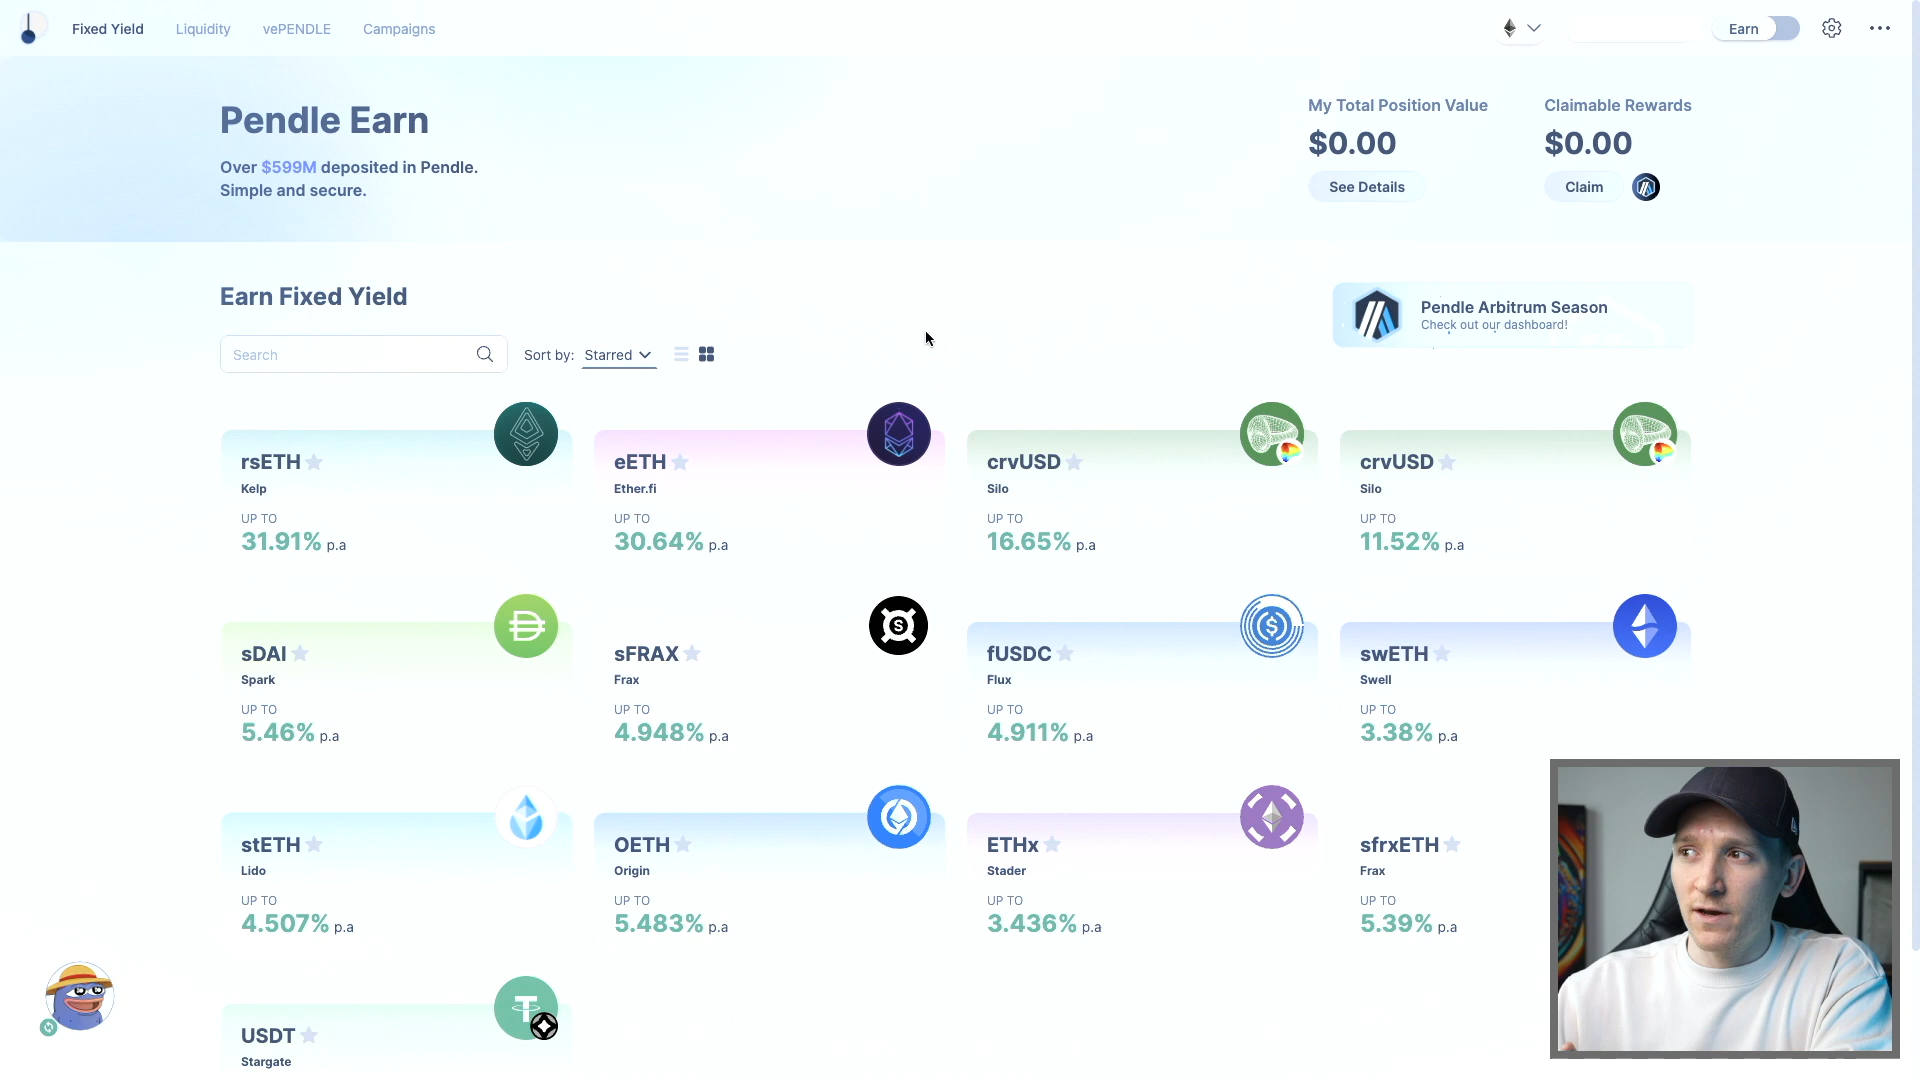 Fixed Yield
Liquidity
vePENDLE
Campaigns
Earn
Pendle Earn
Over $599M deposited in Pendle.
Simple and secure.
My Total Position Value
$0.00
See Details
Claimable Rewards
$0.00
Claim
Earn Fixed Yield
Search
Sort by: Starred
Pendle Arbitrum Season
Check out our dashboard!
rsETH
Kelp
UP TO
31.91% p.a
eETH
Ether.fi
UP TO
30.64% p.a
crvUSD
Silo
UP TO
16.65% p.a
crvUSD
Silo
UP TO
11.52% p.a
sDAI
Spark
UP TO
5.46% p.a
sFRAX
Frax
UP TO
4.948% p.a
fUSDC
Flux
UP TO
4.911% p.a
swETH
Swell
UP TO
3.38% p.a
stETH
Lido
UP TO
4.507% p.a
OETH
Origin
UP TO
5.483% p.a
ETHx
Stader
UP TO
3.436% p.a
sfrxETH
Frax
UP TO
5.39% p.a
USDT
Stargate